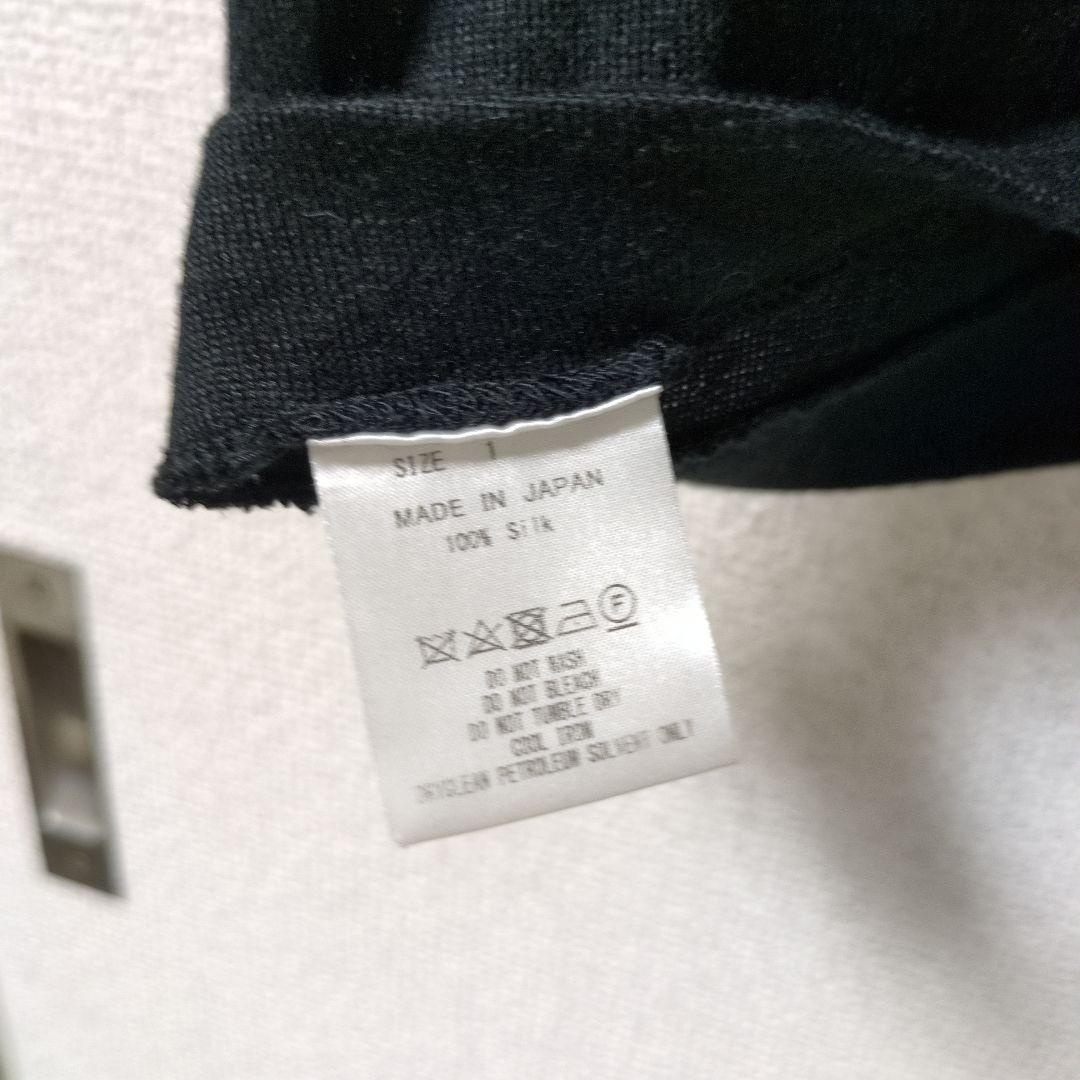 SIZE 1
MADE IN JAPAN
100% Silk
F
DO NOT WASH
DO NOT BLEACH
DO NOT TUMBLE DRY
COOL IRON
DRYCLEAN PETROLEUM SOLVENT ONLY